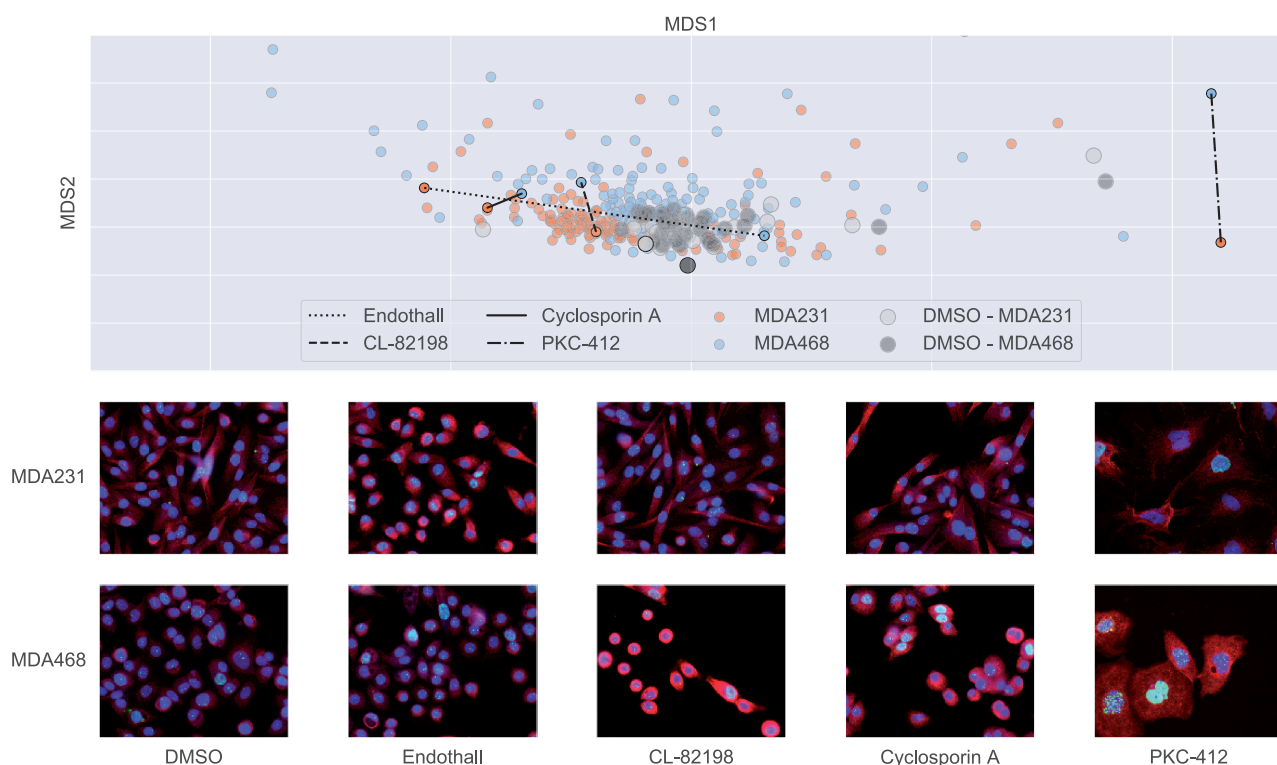 MDS1
MDS2
Endothall Cyclosporin A MDA231 DMSO - MDA231
CL-82198 PKC-412 MDA468 DMSO - MDA468
MDA231
MDA468
DMSO Endothall CL-82198 Cyclosporin A PKC-412